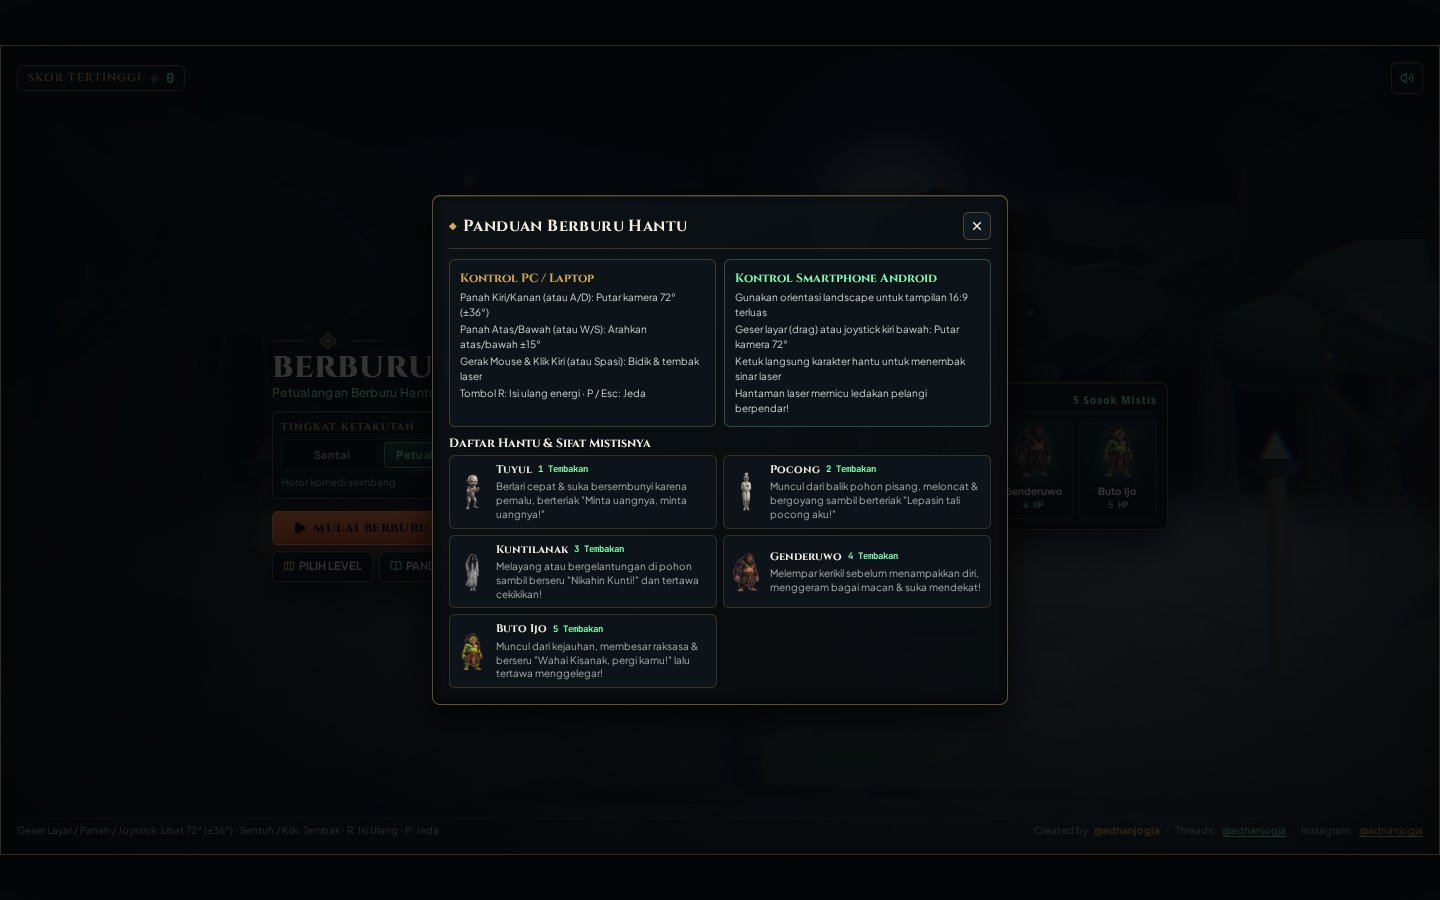 SKOR TERTINGGI ◆ 0
◆ PANDUAN BERBURU HANTU
KONTROL PC / LAPTOP
Panah Kiri/Kanan (atau A/D): Putar kamera 72°
(±36°)
Panah Atas/Bawah (atau W/S): Arahkan
atas/bawah ±15°
Gerak Mouse & Klik Kiri (atau Spasi): Bidik & tembak
laser
Tombol R: Isi ulang energi · P / Esc: Jeda
KONTROL SMARTPHONE ANDROID
Gunakan orientasi landscape untuk tampilan 16:9
terluas
Geser layar (drag) atau joystick kiri bawah: Putar
kamera 72°
Ketuk langsung karakter hantu untuk menembak
sinar laser
Hantaman laser memicu ledakan pelangi
berpendar!
DAFTAR HANTU & SIFAT MISTISNYA
TUYUL 1 Tembakan
Berlari cepat & suka bersembunyi karena
pemalu, berteriak "Minta uangnya, minta
uangnya!"
POCONG 2 Tembakan
Muncul dari balik pohon pisang, meloncat &
bergoyang sambil berteriak "Lepasin tali
pocong aku!"
KUNTILANAK 3 Tembakan
Melayang atau bergelantungan di pohon
sambil berseru "Nikahin Kunti!" dan tertawa
cekikikan!
GENDERUWO 4 Tembakan
Melempar kerikil sebelum menampakkan diri,
menggeram bagai macan & suka mendekat!
BUTO IJO 5 Tembakan
Muncul dari kejauhan, membesar raksasa &
berseru "Wahai Kisanak, pergi kamu!" lalu
tertawa menggelegar!
BERBURU
Petualangan Berburu Hantu
TINGKAT KETAKUTAN
Santai Petual
Horor komedi seimbang
MULAI BERBURU
PILIH LEVEL PAND
5 Sosok Mistis
Genderuwo
4 HP
Buto Ijo
5 HP
Geser Layar / Panah / Joystick: Lihat 72° (±36°) · Sentuh / Klik: Tembak · R: Isi Ulang · P: Jeda
Created by @adnanjogja · Threads: @adnanjogja · Instagram: @adnanjogja